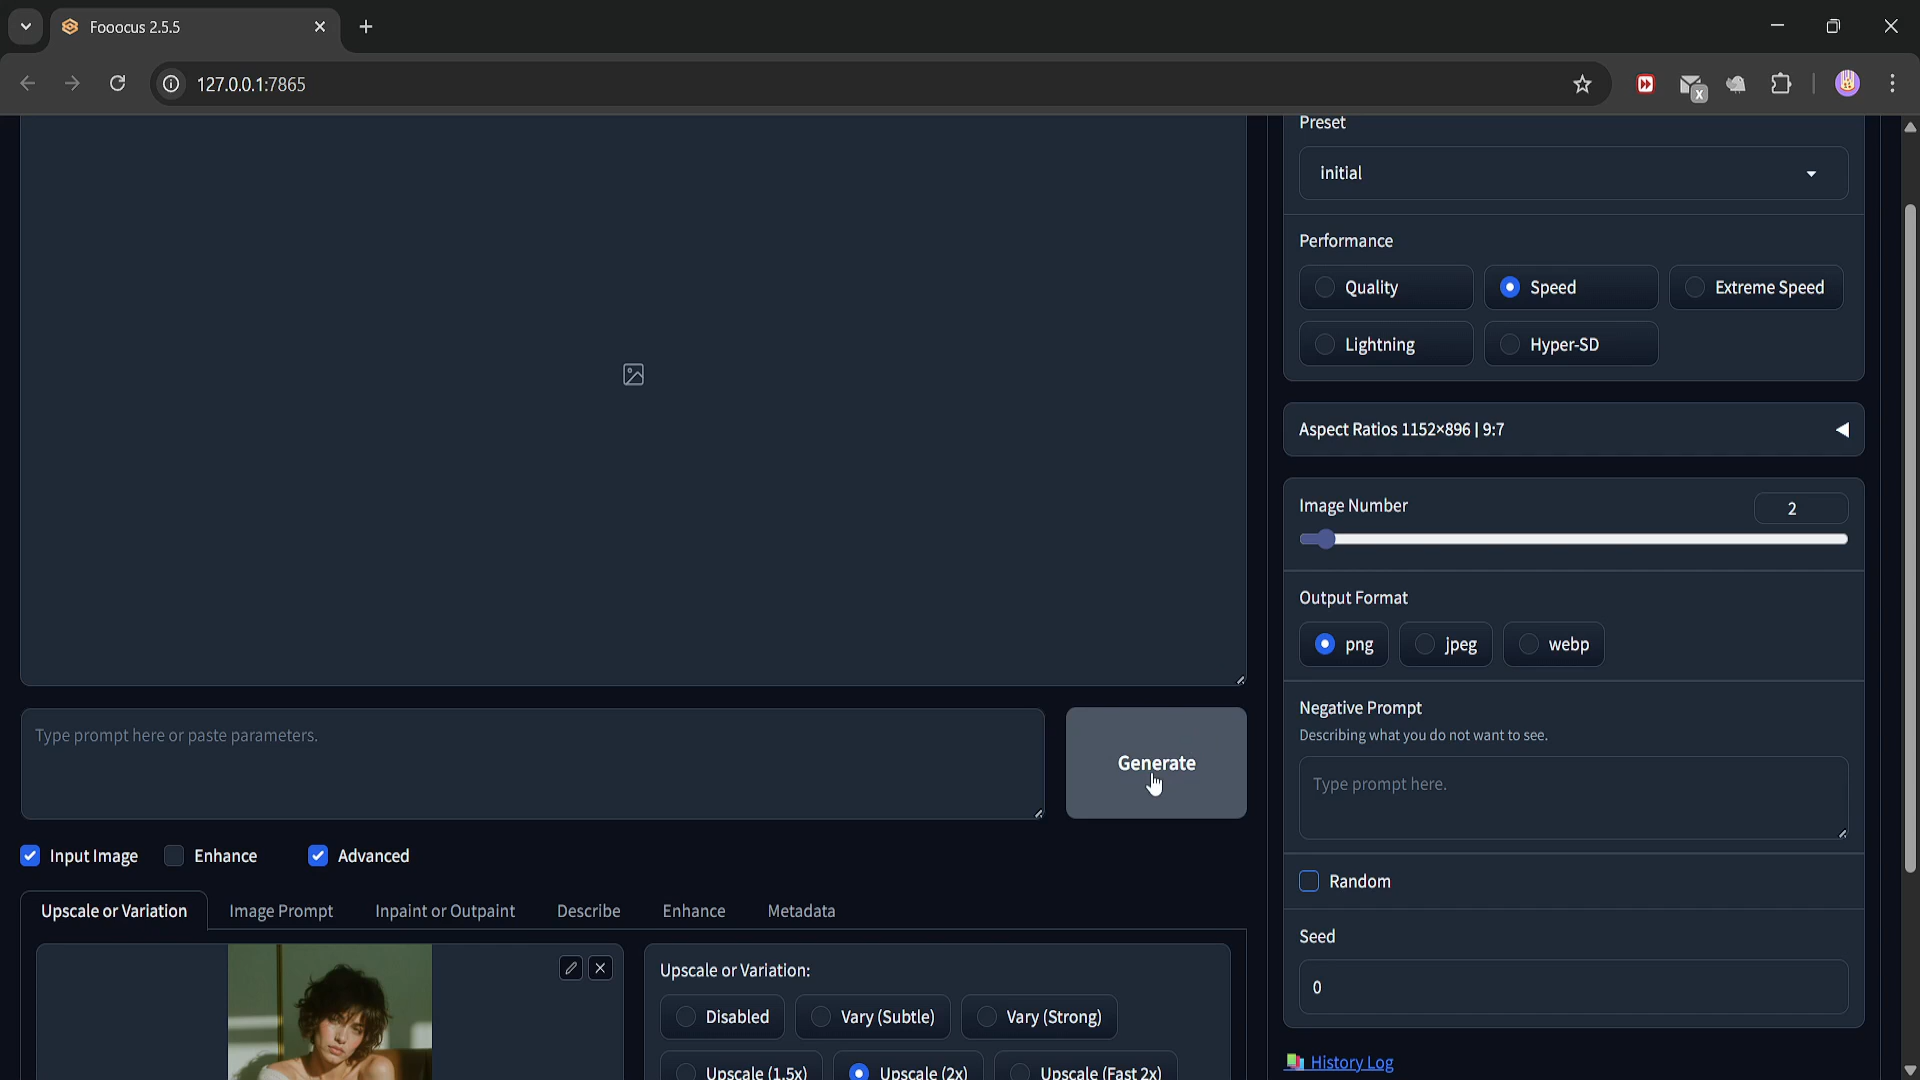 Fooocus 2.5.5
127.0.0.1:7865
Preset
initial
Performance
Quality
Speed
Extreme Speed
Lightning
Hyper-SD
Aspect Ratios 1152×896 | 9:7
Image Number
2
Output Format
png
jpeg
webp
Negative Prompt
Describing what you do not want to see.
Type prompt here.
Random
Seed
0
History Log
Type prompt here or paste parameters.
Generate
Input Image
Enhance
Advanced
Upscale or Variation
Image Prompt
Inpaint or Outpaint
Describe
Enhance
Metadata
Upscale or Variation:
Disabled
Vary (Subtle)
Vary (Strong)
Upscale (1.5x)
Upscale (2x)
Upscale (Fast 2x)